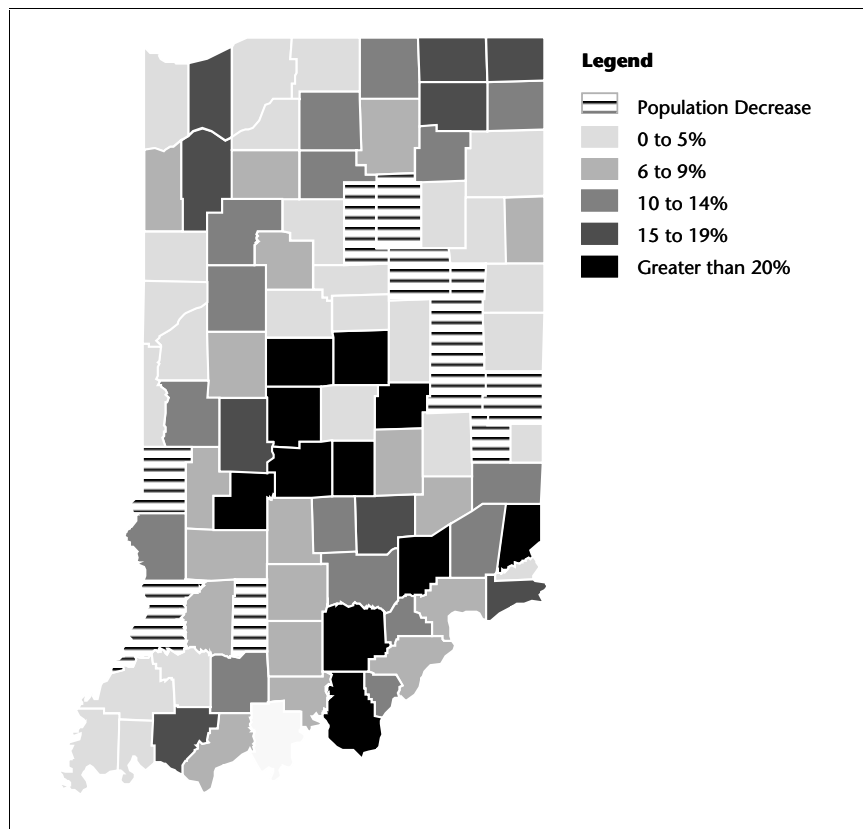 Legend
Population Decrease
0 to 5%
6 to 9%
10 to 14%
15 to 19%
Greater than 20%